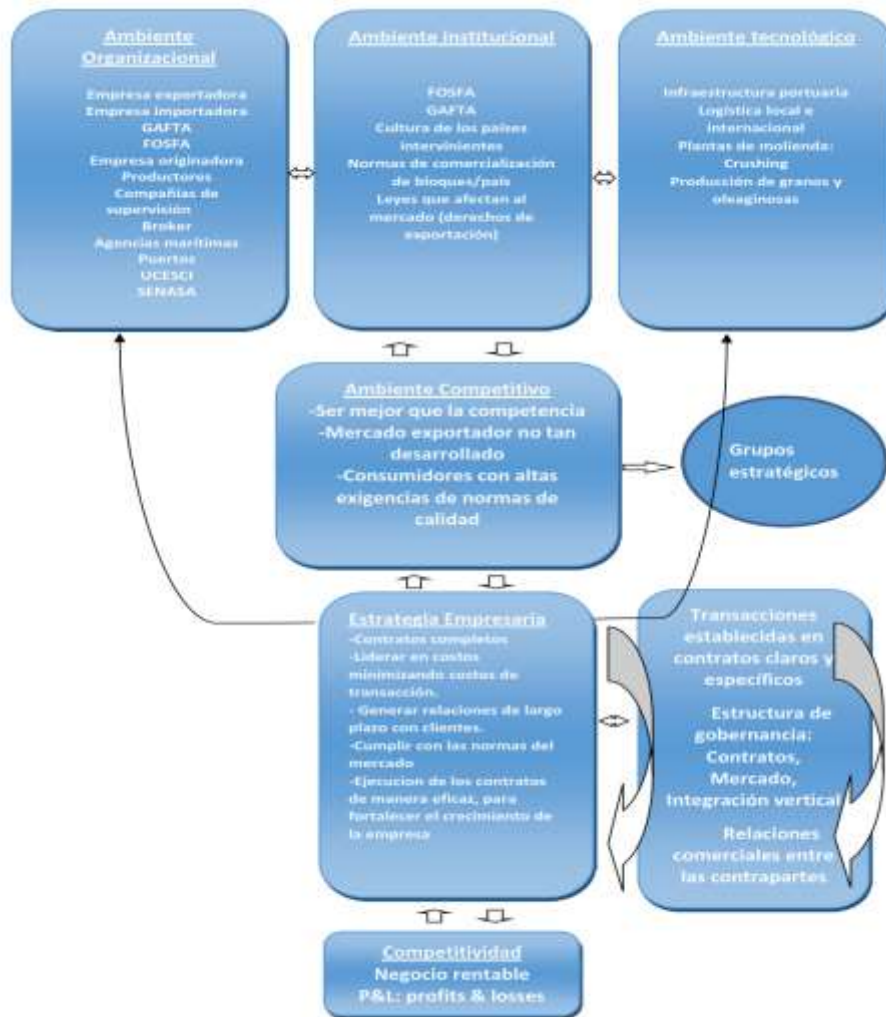 Ambiente
Organizacional
Empresa exportadora
Empresa importadora
GAFTA
FOSFA
Empresa originadora
Productores
Compañías de
supervisión
Broker
Agencias marítimas
Puertos
UCESCI
SENASA
Ambiente institucional
FOSFA
GAFTA
Cultura de los países
intervinientes
Normas de comercialización
de bloques/país
Leyes que afectan al
mercado (derechos de
exportación)
Ambiente tecnológico
Infraestructura portuaria
Logística local e
internacional
Plantas de molienda:
Crushing
Producción de granos y
oleaginosas
Ambiente Competitivo
-Ser mejor que la competencia
-Mercado exportador no tan
desarrollado
-Consumidores con altas
exigencias de normas de
calidad
Grupos
estratégicos
Estrategia Empresaria
-Contratos completos
-Liderar en costos
minimizando costos de
transacción.
- Generar relaciones de largo
plazo con clientes.
-Cumplir con las normas del
mercado
-Ejecucion de los contratos
de manera eficaz, para
fortalecer el crecimiento de
la empresa
Transacciones
establecidas en
contratos claros y
específicos
Estructura de
gobernancia:
Contratos,
Mercado,
Integración vertical
Relaciones
comerciales entre
las contrapartes
Competitividad
Negocio rentable
P&L: profits & losses